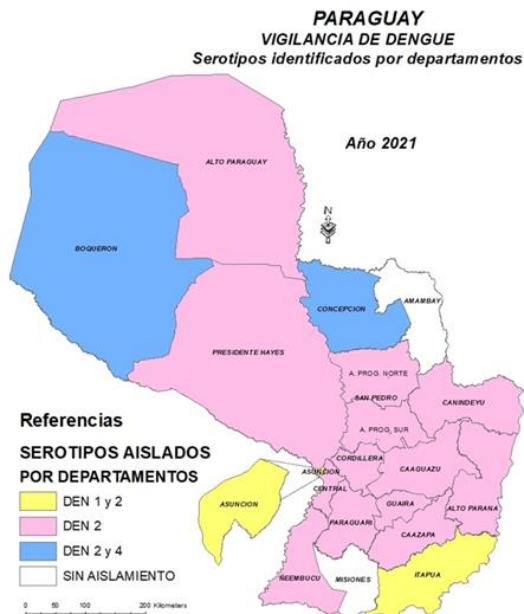 PARAGUAY
VIGILANCIA DE DENGUE
Serotipos identificados por departamentos
Año 2021
ALTO PARAGUAY
N
BOQUERON
CONCEPCION
AMAMBAY
PRESIDENTE HAYES
A. PROG. NORTE
SAN PEDRO
CANINDEYU
A. PROG. SUR
CORDILLERA
ASUNCION
CAAGUAZU
CENTRAL
ASUNCION
GUAIRA
ALTO PARANA
PARAGUARI
CAAZAPA
ÑEEMBUCU
MISIONES
ITAPUA
Referencias
SEROTIPOS AISLADOS
POR DEPARTAMENTOS
DEN 1 y 2
DEN 2
DEN 2 y 4
SIN AISLAMIENTO
0 50 100 200 Kilometers